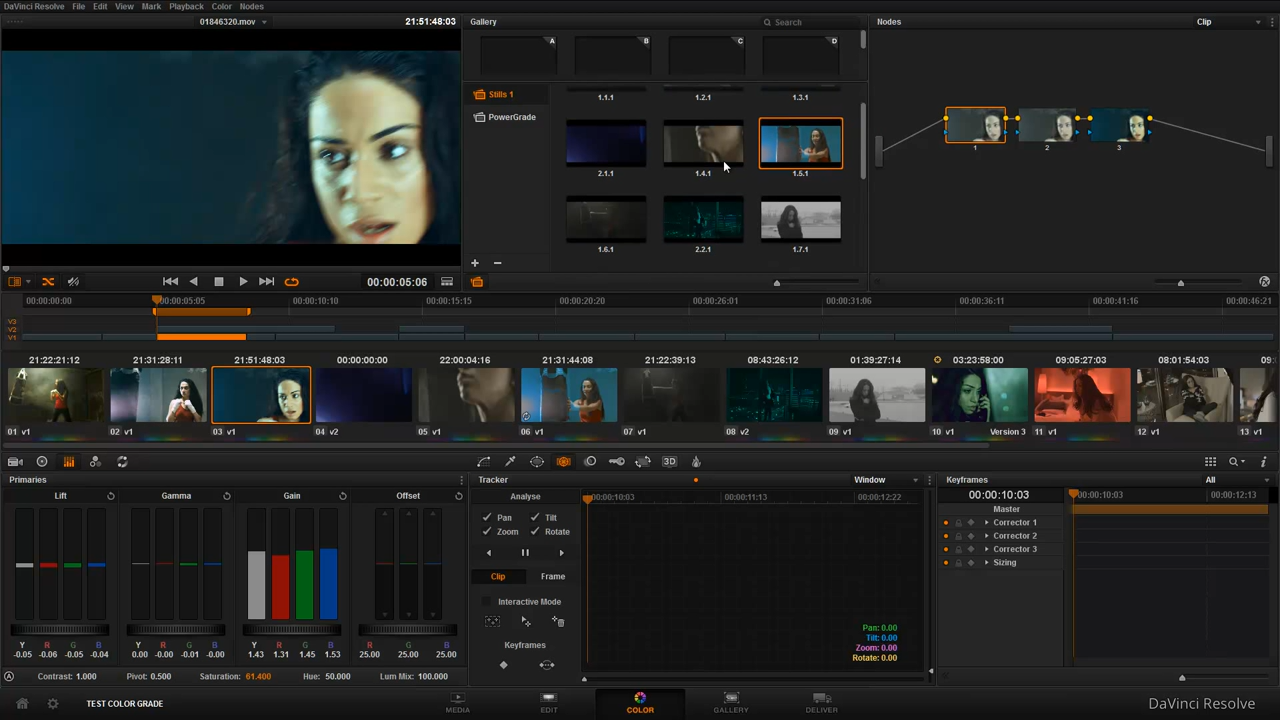 DaVinci Resolve File Edit View Mark Playback Color Nodes
01846320.mov 21:51:48:03 Gallery Search Nodes Clip
A B C D
Stills 1
PowerGrade
1.1.1 1.2.1 1.3.1
2.1.1 1.4.1 1.5.1
1.6.1 2.2.1 1.7.1
1 2 3
00:00:05:06
00:00:00:00 00:00:05:05 00:00:10:10 00:00:15:15 00:00:20:20 00:00:26:01 00:00:31:06 00:00:36:11 00:00:41:16 00:00:46:21
V3
V2
V1
21:22:21:12 21:31:28:11 21:51:48:03 00:00:00:00 22:00:04:16 21:31:44:08 21:22:39:13 08:43:26:12 01:39:27:14 03:23:58:00 09:05:27:03 08:01:54:03 09:
01 v1 02 v1 03 v1 04 v2 05 v1 06 v1 07 v1 08 v2 09 v1 10 v1 Version 3 11 v1 12 v1 13 v1
3D
Primaries Tracker Window Keyframes All
Lift Gamma Gain Offset
Analyse
Pan Tilt
Zoom Rotate
Clip Frame
Interactive Mode
Keyframes
00:00:10:03 00:00:11:13 00:00:12:22
Pan: 0.00
Tilt: 0.00
Zoom: 0.00
Rotate: 0.00
00:00:10:03 00:00:10:03 00:00:12:13
Master
Corrector 1
Corrector 2
Corrector 3
Sizing
Y R G B Y R G B Y R G B R G B
-0.05 -0.06 -0.05 -0.04 0.00 0.00 -0.01 -0.00 1.43 1.31 1.45 1.53 25.00 25.00 25.00
A Contrast: 1.000 Pivot: 0.500 Saturation: 61.400 Hue: 50.000 Lum Mix: 100.000
TEST COLOR GRADE MEDIA EDIT COLOR GALLERY DELIVER DaVinci Resolve